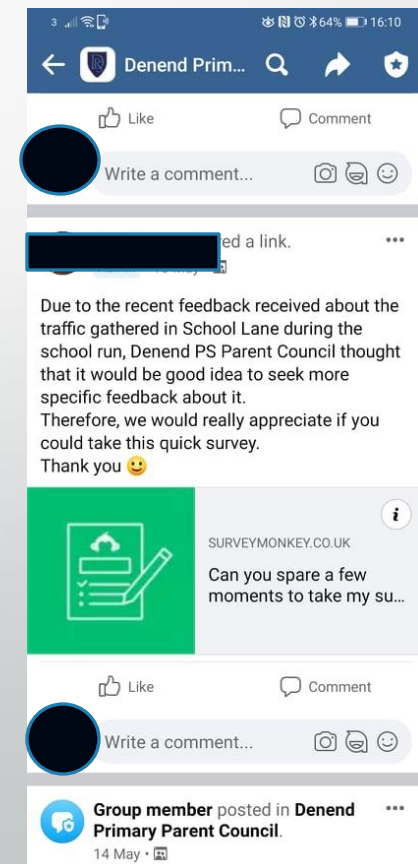 3 64% 16:10
Denend Prim...
Like Comment
Write a comment...
ed a link.
May
Due to the recent feedback received about the
traffic gathered in School Lane during the
school run, Denend PS Parent Council thought
that it would be good idea to seek more
specific feedback about it.
Therefore, we would really appreciate if you
could take this quick survey.
Thank you 🙂
SURVEYMONKEY.CO.UK
Can you spare a few
moments to take my su...
Like Comment
Write a comment...
Group member posted in Denend
Primary Parent Council.
14 May ·